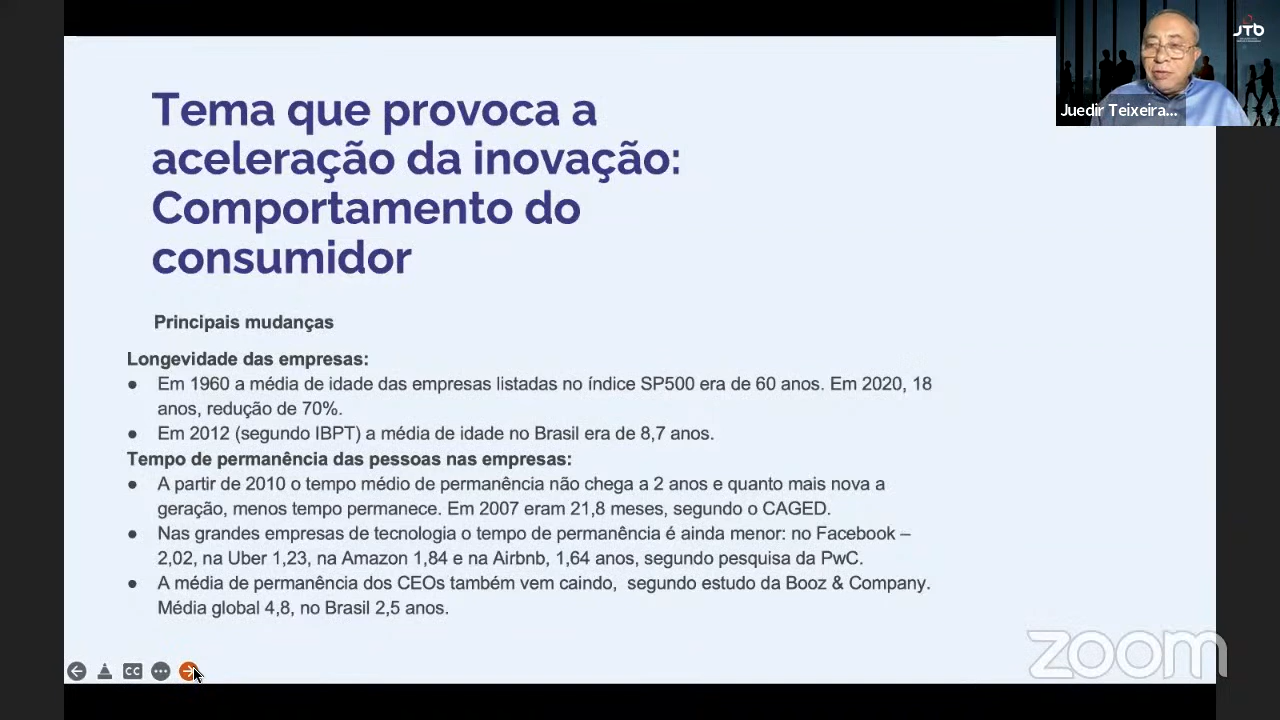 JTb
Juedir Teixeira...
Tema que provoca a
aceleração da inovação:
Comportamento do
consumidor
Principais mudanças
Longevidade das empresas:
● Em 1960 a média de idade das empresas listadas no índice SP500 era de 60 anos. Em 2020, 18
anos, redução de 70%.
● Em 2012 (segundo IBPT) a média de idade no Brasil era de 8,7 anos.
Tempo de permanência das pessoas nas empresas:
● A partir de 2010 o tempo médio de permanência não chega a 2 anos e quanto mais nova a
geração, menos tempo permanece. Em 2007 eram 21,8 meses, segundo o CAGED.
● Nas grandes empresas de tecnologia o tempo de permanência é ainda menor: no Facebook –
2,02, na Uber 1,23, na Amazon 1,84 e na Airbnb, 1,64 anos, segundo pesquisa da PwC.
● A média de permanência dos CEOs também vem caindo,  segundo estudo da Booz & Company.
Média global 4,8, no Brasil 2,5 anos.
CC
zoom